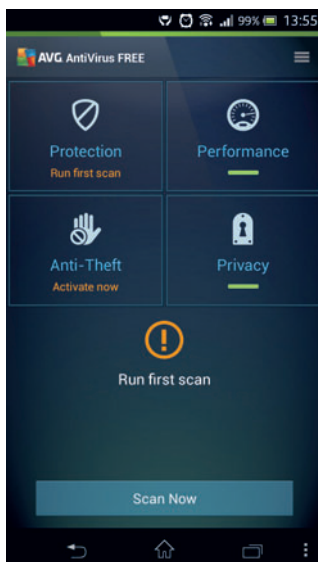 99% 13:55
AVG AntiVirus FREE
Protection
Run first scan
Performance
Anti-Theft
Activate now
Privacy
Run first scan
Scan Now